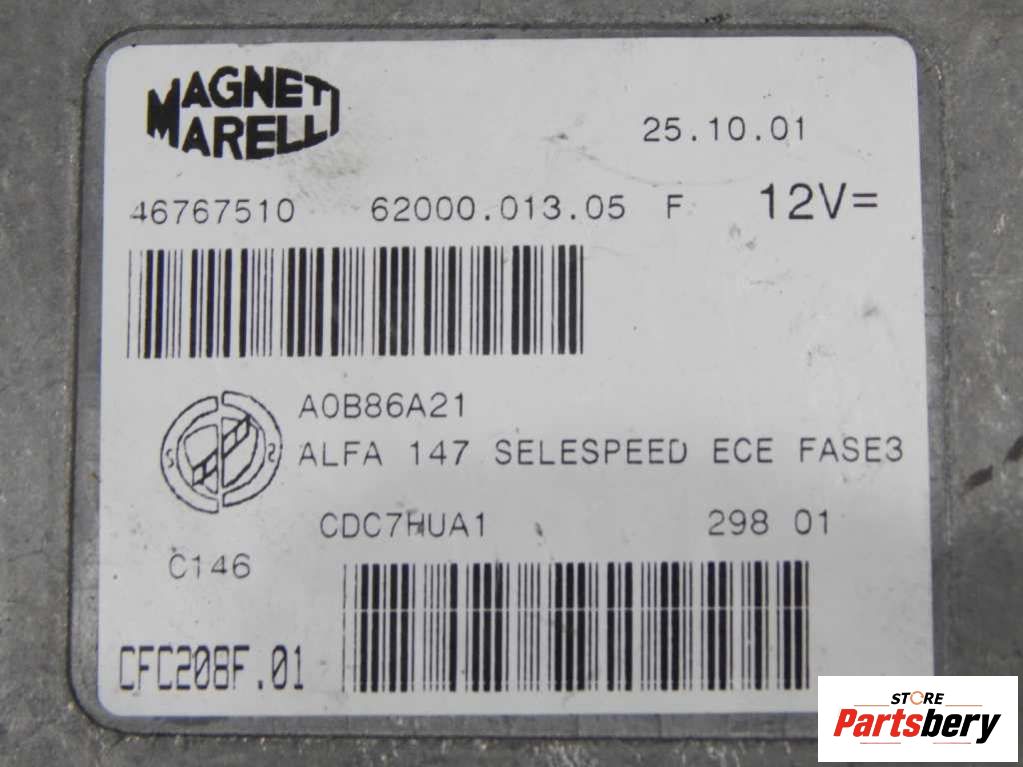 MAGNETI
MARELLI
25.10.01
46767510 62000.013.05 F 12V=
A0B86A21
ALFA 147 SELESPEED ECE FASE3
CDC7HUA1 298 01
C146
CFC208F.01
STORE
Partsbery